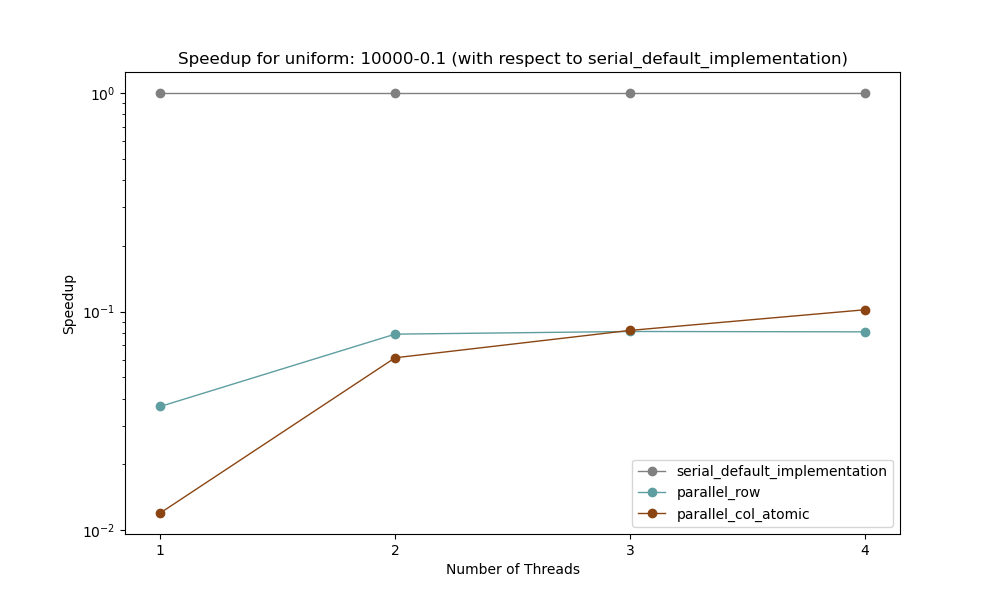 Speedup for uniform: 10000-0.1 (with respect to serial_default_implementation)
10⁰
10⁻¹
10⁻²
Speedup
1 2 3 4
Number of Threads
serial_default_implementation
parallel_row
parallel_col_atomic